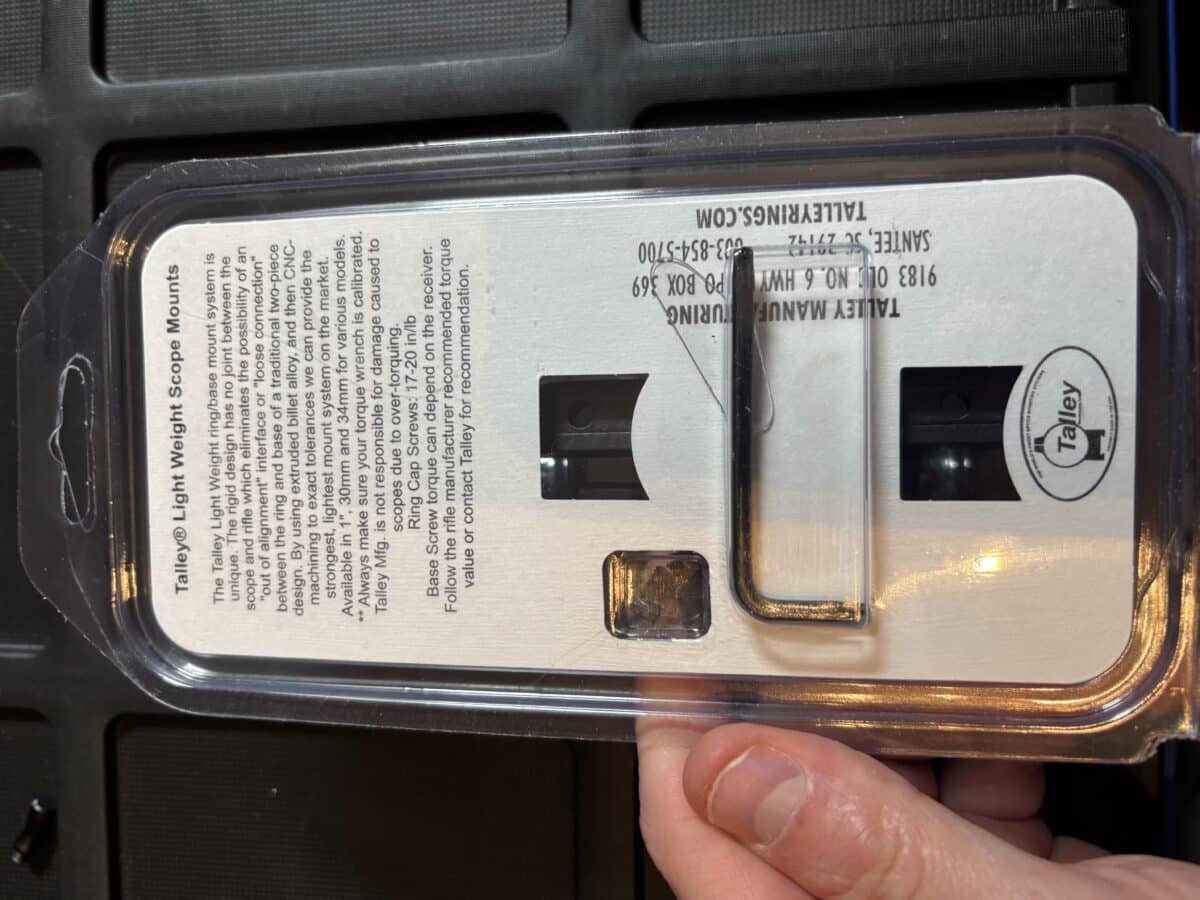 Talley® Light Weight Scope Mounts
The Talley Light Weight ring/base mount system is
unique. The rigid design has no joint between the
scope and rifle which eliminates the possibility of an
"out of alignment" interface or "loose connection"
between the ring and base of a traditional two-piece
design. By using extruded billet alloy, and then CNC-
machining to exact tolerances we can provide the
strongest, lightest mount system on the market.
Available in 1", 30mm and 34mm for various models.
** Always make sure your torque wrench is calibrated.
Talley Mfg. is not responsible for damage caused to
scopes due to over-torquing.
Ring Cap Screws: 17-20 in/lb
Base Screw torque can depend on the receiver.
Follow the rifle manufacturer recommended torque
value or contact Talley for recommendation.
TALLEY MANUFACTURING
9183 OLD NO. 6 HWY PO BOX 369
SANTEE, SC 29142 803-854-5700
TALLEYRINGS.COM
Talley